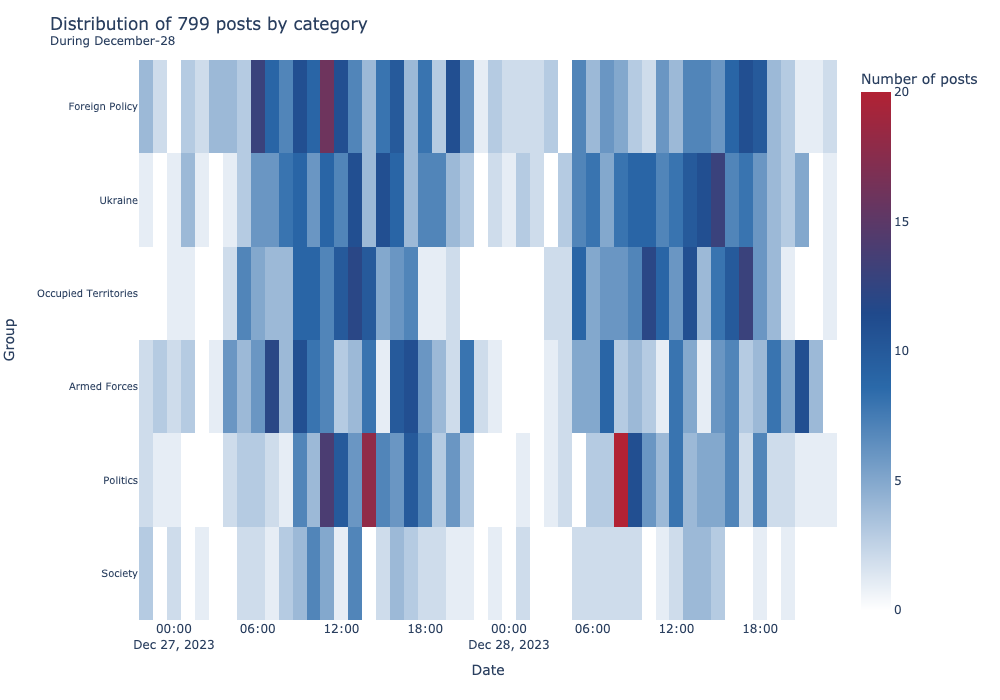 Distribution of 799 posts by category
During December-28
Number of posts
20
15
10
5
0
Group
Foreign Policy
Ukraine
Occupied Territories
Armed Forces
Politics
Society
00:00
Dec 27, 2023
06:00
12:00
18:00
00:00
Dec 28, 2023
06:00
12:00
18:00
Date